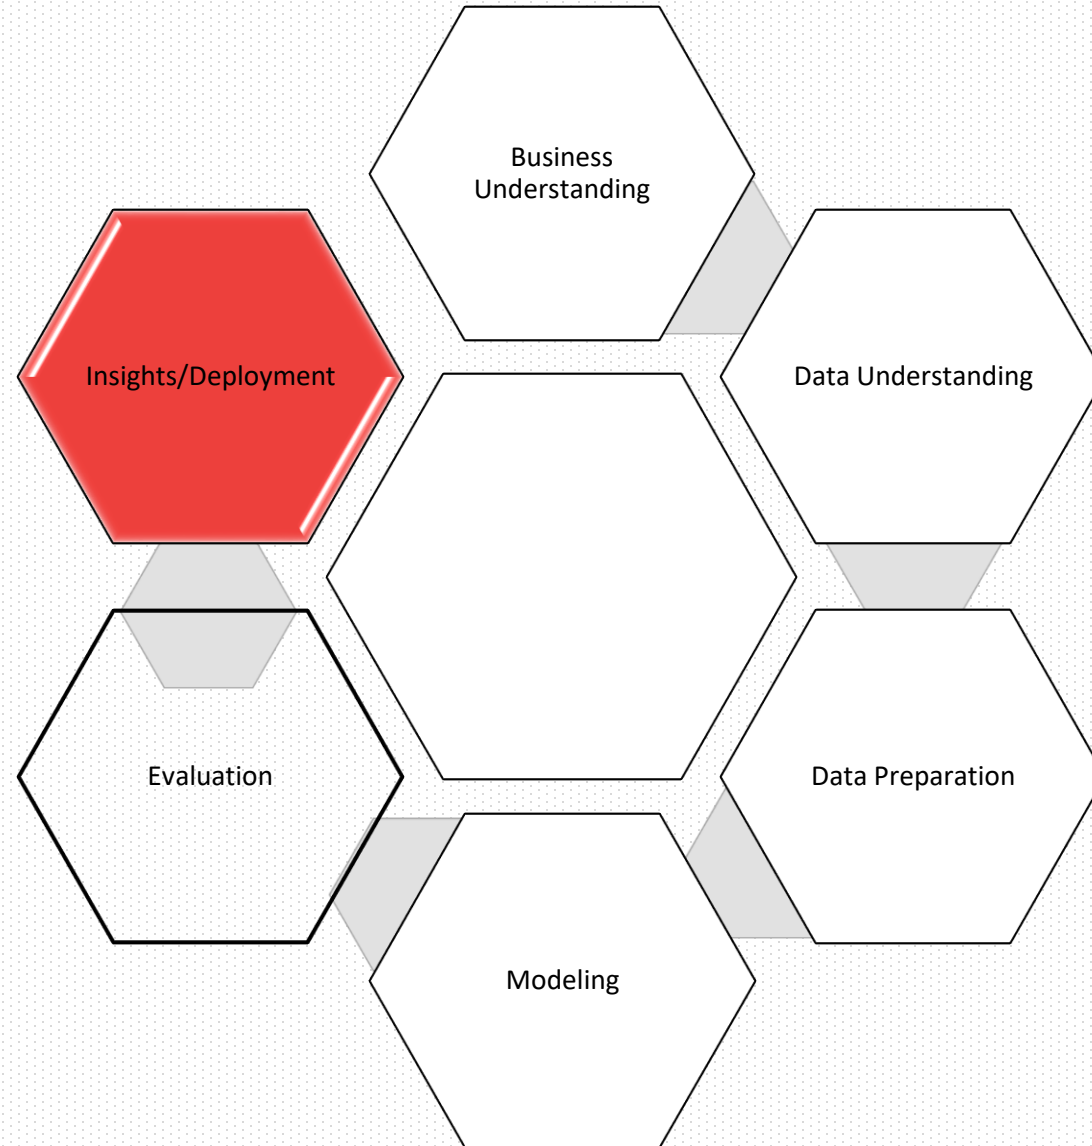 Business
Understanding
Insights/Deployment
Data Understanding
Evaluation
Data Preparation
Modeling